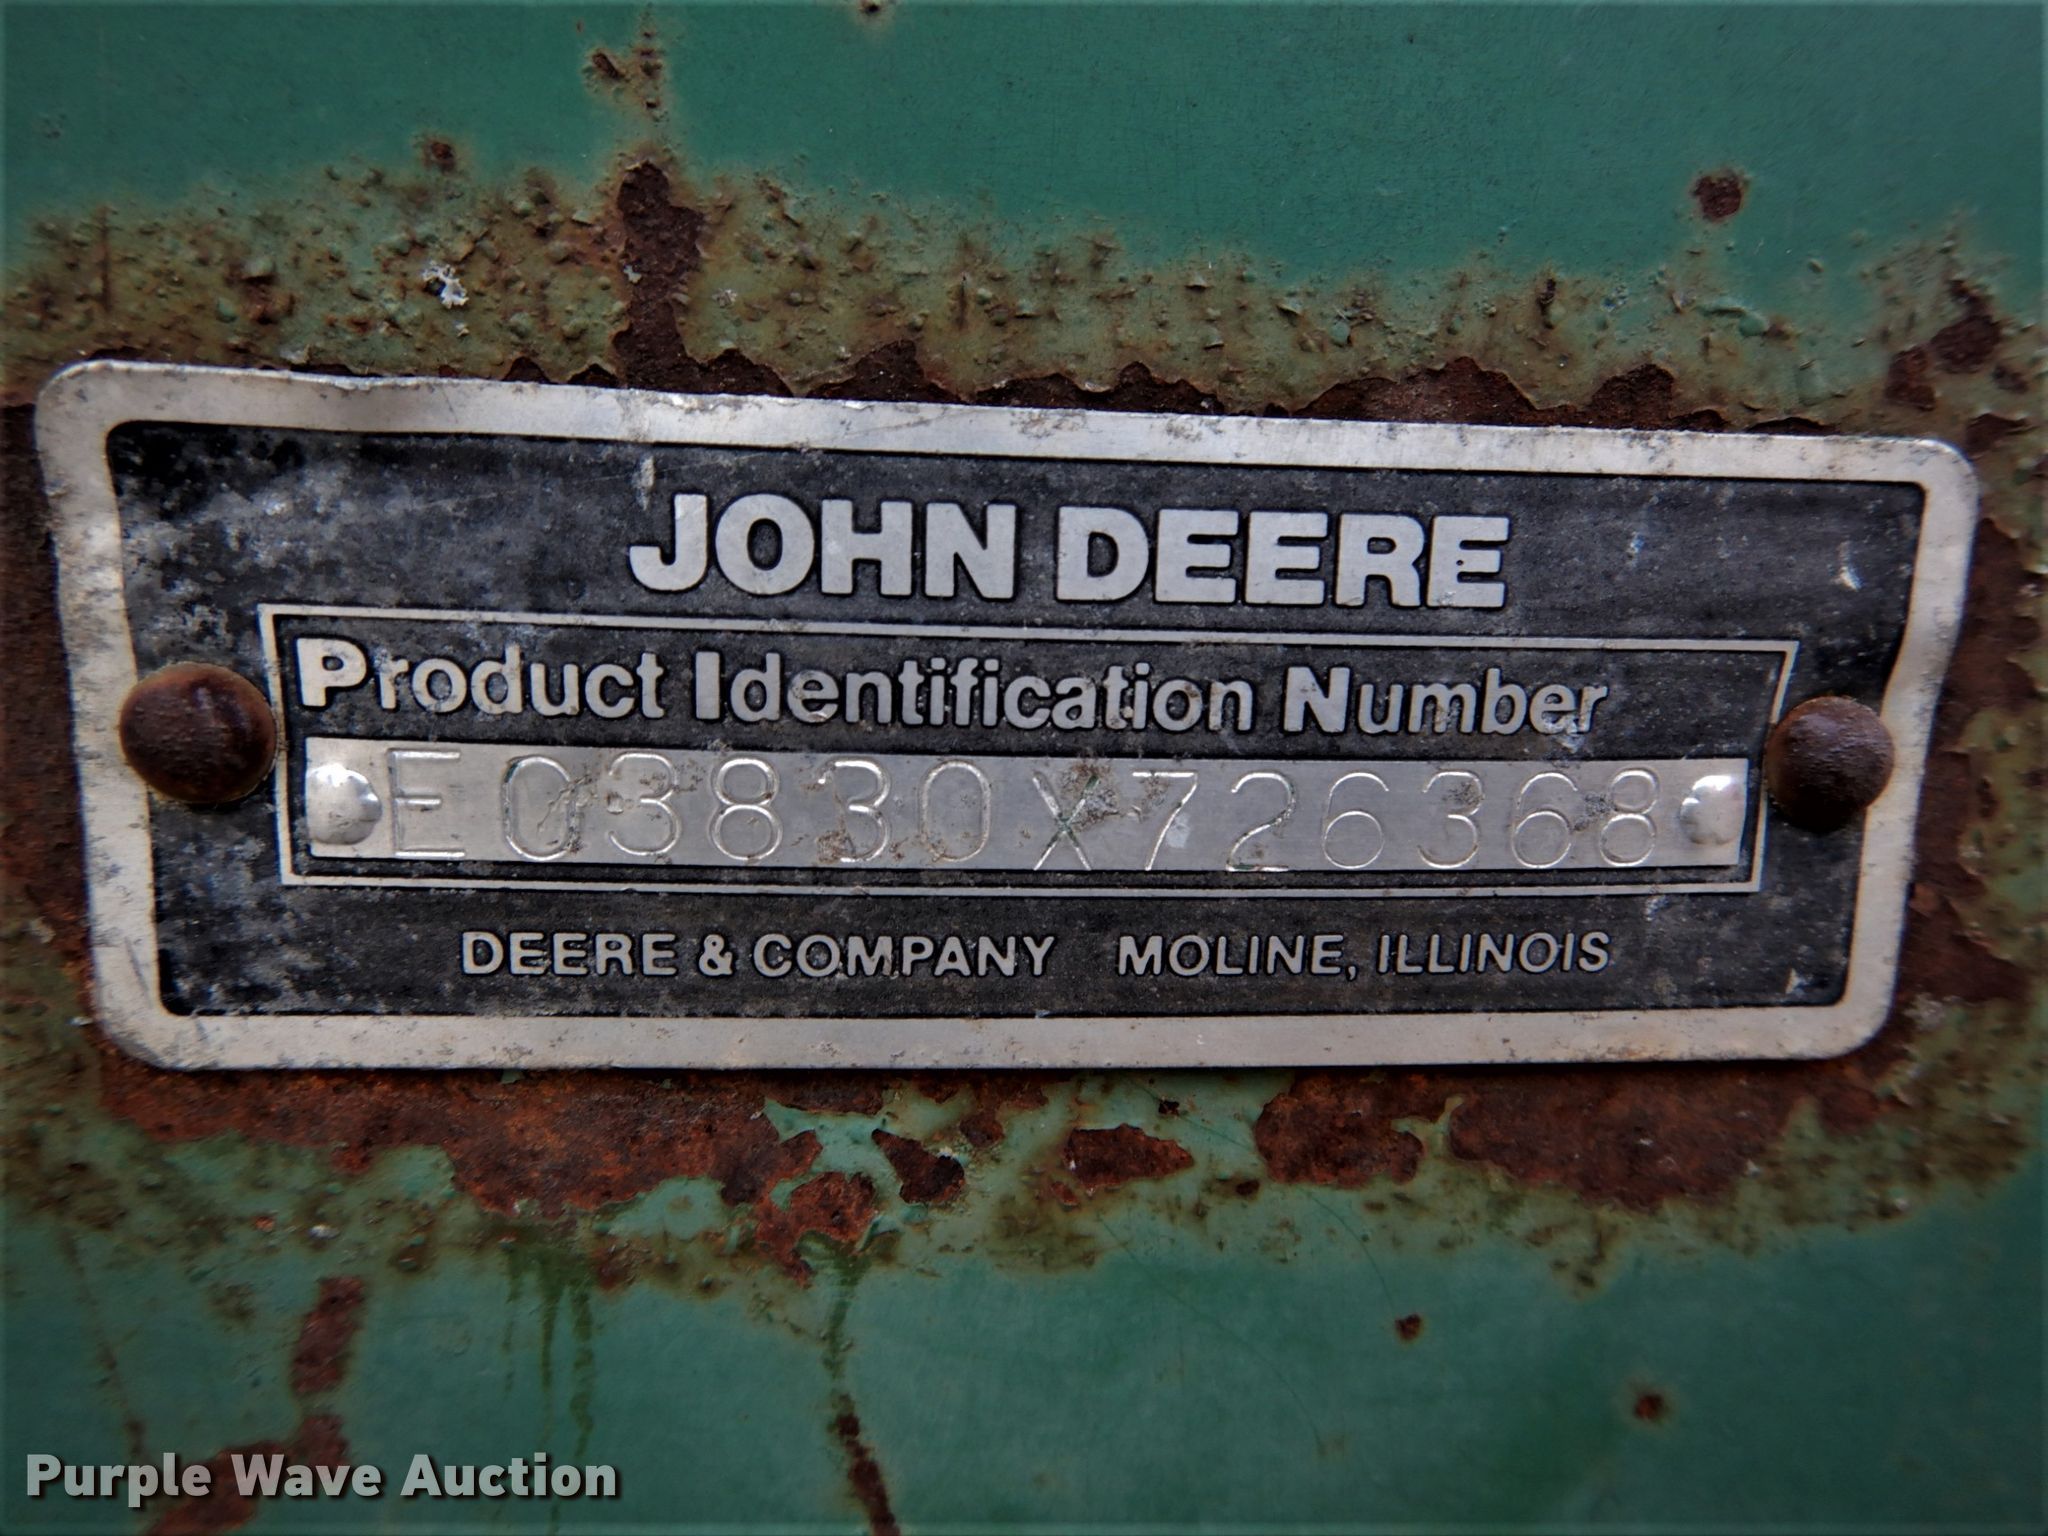 JOHN DEERE
Product Identification Number
E03830X726368
DEERE & COMPANY MOLINE, ILLINOIS
Purple Wave Auction